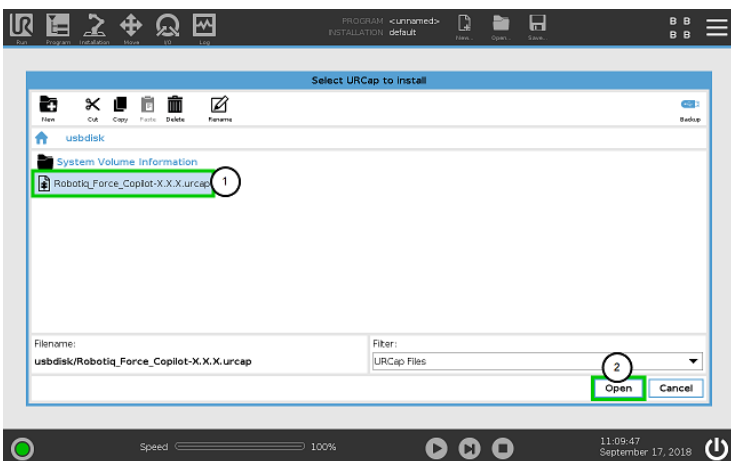 UR
PROGRAM <unnamed>
INSTALLATION default
Run Program Installation Move I/O Log New... Open... Save...
B B
B B
Select URCap to install
New Cut Copy Paste Delete Rename Backup
usbdisk
System Volume Information
Robotiq_Force_Copilot-X.X.X.urcap
1
Filename:
Filter:
usbdisk/Robotiq_Force_Copilot-X.X.X.urcap
URCap Files
2
Open Cancel
Speed 100%
11:09:47
September 17, 2018